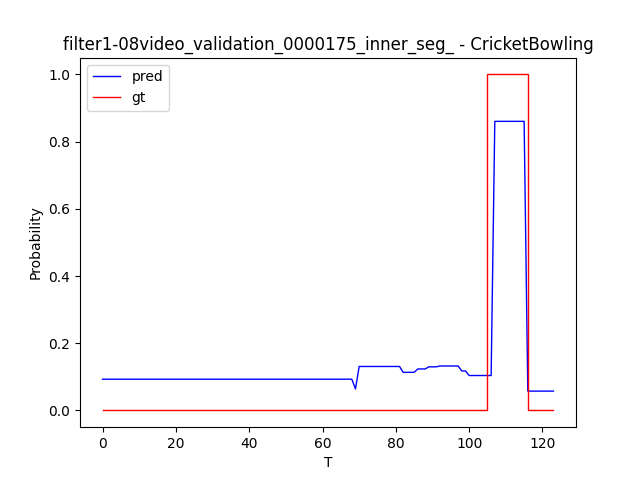 filter1-08video_validation_0000175_inner_seg_ - CricketBowling
pred
gt
1.0
0.8
0.6
0.4
0.2
0.0
Probability
0 20 40 60 80 100 120
T